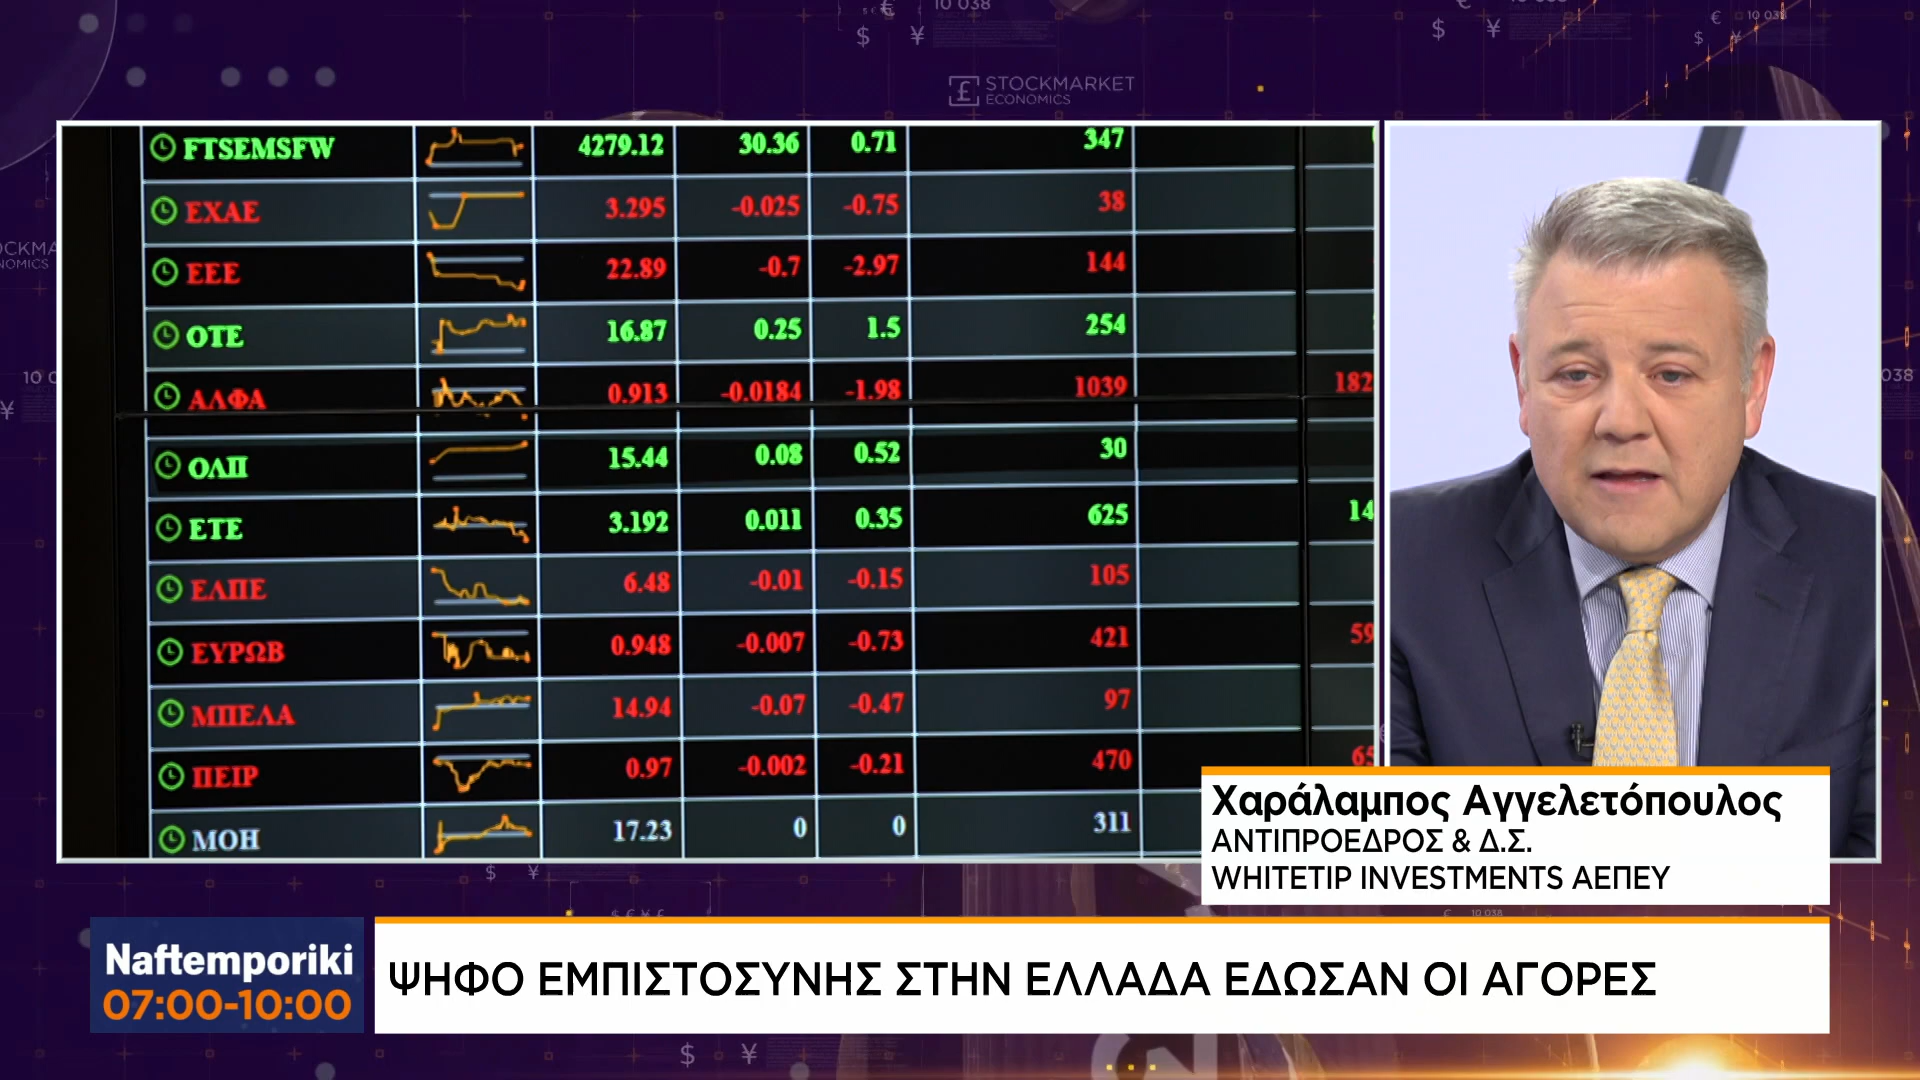 STOCKMARKET
ECONOMICS
FTSEMSFW 4279.12 30.36 0.71 347
ΕΧΑΕ 3.295 -0.025 -0.75 38
ΕΕΕ 22.89 -0.7 -2.97 144
ΟΤΕ 16.87 0.25 1.5 254
ΑΛΦΑ 0.913 -0.0184 -1.98 1039 182
ΟΛΠ 15.44 0.08 0.52 30
ΕΤΕ 3.192 0.011 0.35 625 14
ΕΛΠΕ 6.48 -0.01 -0.15 105
ΕΥΡΩΒ 0.948 -0.007 -0.73 421 59
ΜΠΕΛΑ 14.94 -0.07 -0.47 97
ΠΕΙΡ 0.97 -0.002 -0.21 470 65
ΜΟΗ 17.23 0 0 311
Χαράλαμπος Αγγελετόπουλος
ΑΝΤΙΠΡΟΕΔΡΟΣ & Δ.Σ.
WHITETIP INVESTMENTS ΑΕΠΕΥ
Naftemporiki
07:00-10:00
ΨΗΦΟ ΕΜΠΙΣΤΟΣΥΝΗΣ ΣΤΗΝ ΕΛΛΑΔΑ ΕΔΩΣΑΝ ΟΙ ΑΓΟΡΕΣ